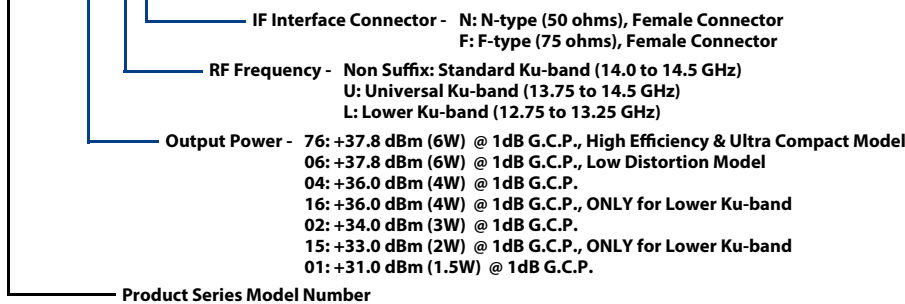 IF Interface Connector - N: N-type (50 ohms), Female Connector
F: F-type (75 ohms), Female Connector
RF Frequency - Non Suffix: Standard Ku-band (14.0 to 14.5 GHz)
U: Universal Ku-band (13.75 to 14.5 GHz)
L: Lower Ku-band (12.75 to 13.25 GHz)
Output Power - 76: +37.8 dBm (6W) @ 1dB G.C.P., High Efficiency & Ultra Compact Model
06: +37.8 dBm (6W) @ 1dB G.C.P., Low Distortion Model
04: +36.0 dBm (4W) @ 1dB G.C.P.
16: +36.0 dBm (4W) @ 1dB G.C.P., ONLY for Lower Ku-band
02: +34.0 dBm (3W) @ 1dB G.C.P.
15: +33.0 dBm (2W) @ 1dB G.C.P., ONLY for Lower Ku-band
01: +31.0 dBm (1.5W) @ 1dB G.C.P.
Product Series Model Number